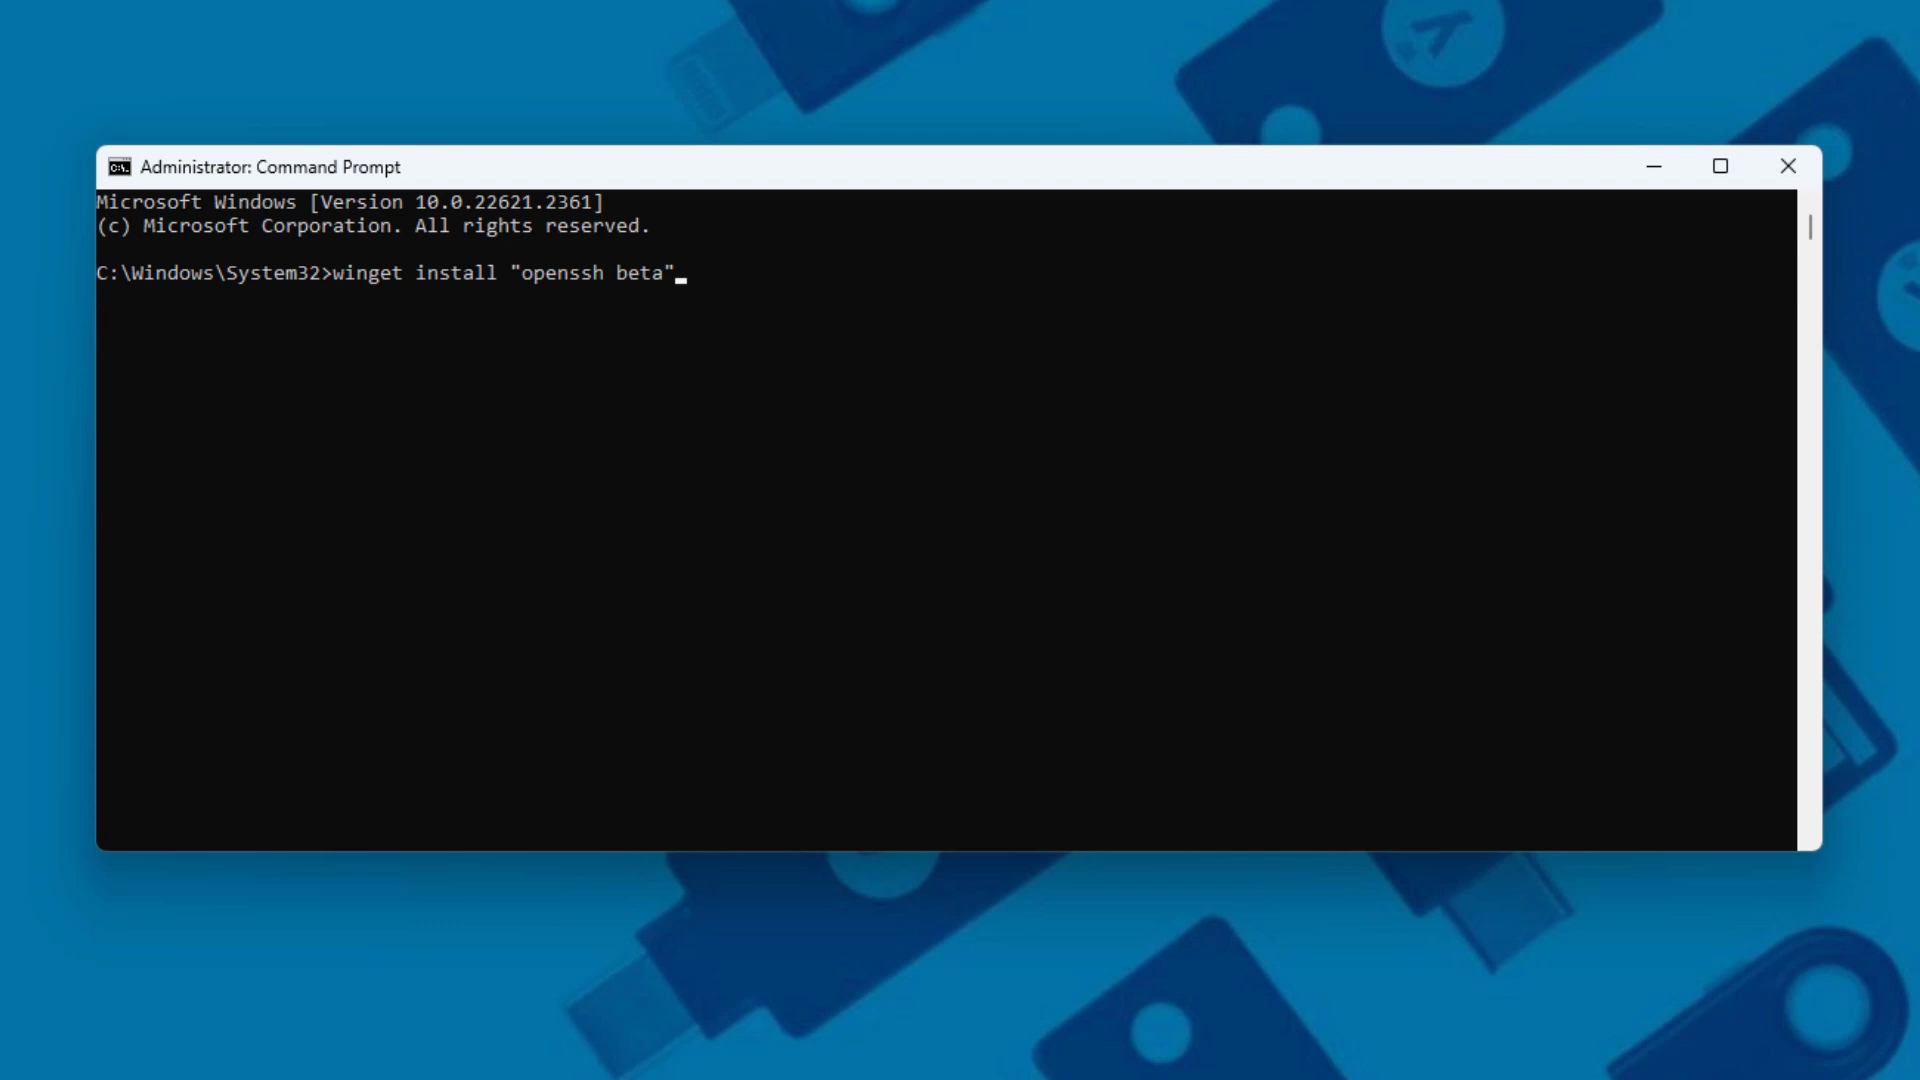 Administrator: Command Prompt
Microsoft Windows [Version 10.0.22621.2361]
(c) Microsoft Corporation. All rights reserved.
C:\Windows\System32>winget install "openssh beta"